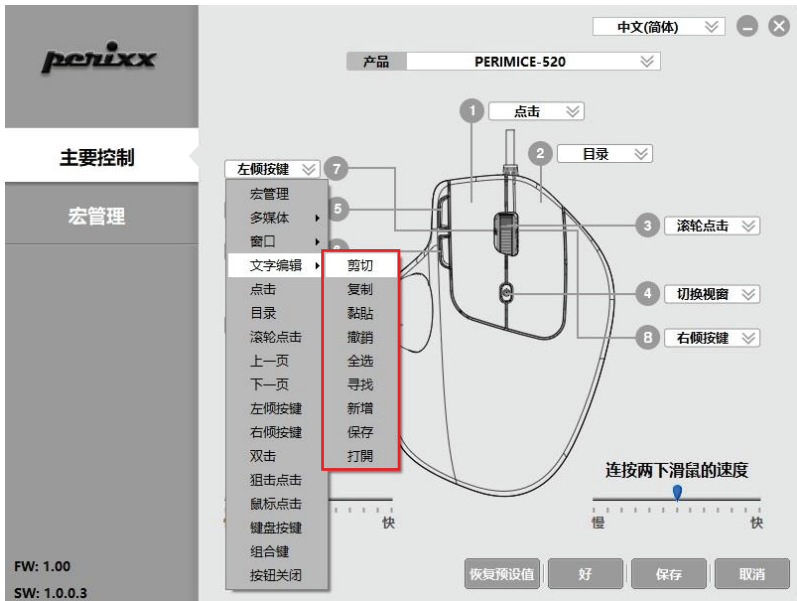 perixx
中文(简体)
产品
PERIMICE-520
主要控制
宏管理
FW: 1.00
SW: 1.0.0.3
1
点击
2
目录
左倾按键
7
5
3
滚轮点击
4
切换视窗
8
右倾按键
宏管理
多媒体
窗口
文字编辑
点击
目录
滚轮点击
上一页
下一页
左倾按键
右倾按键
双击
狙击点击
鼠标点击
键盘按键
组合键
按钮关闭
剪切
复制
黏貼
撤銷
全选
寻找
新增
保存
打開
快
连按两下滑鼠的速度
慢
快
恢复预设值
好
保存
取消